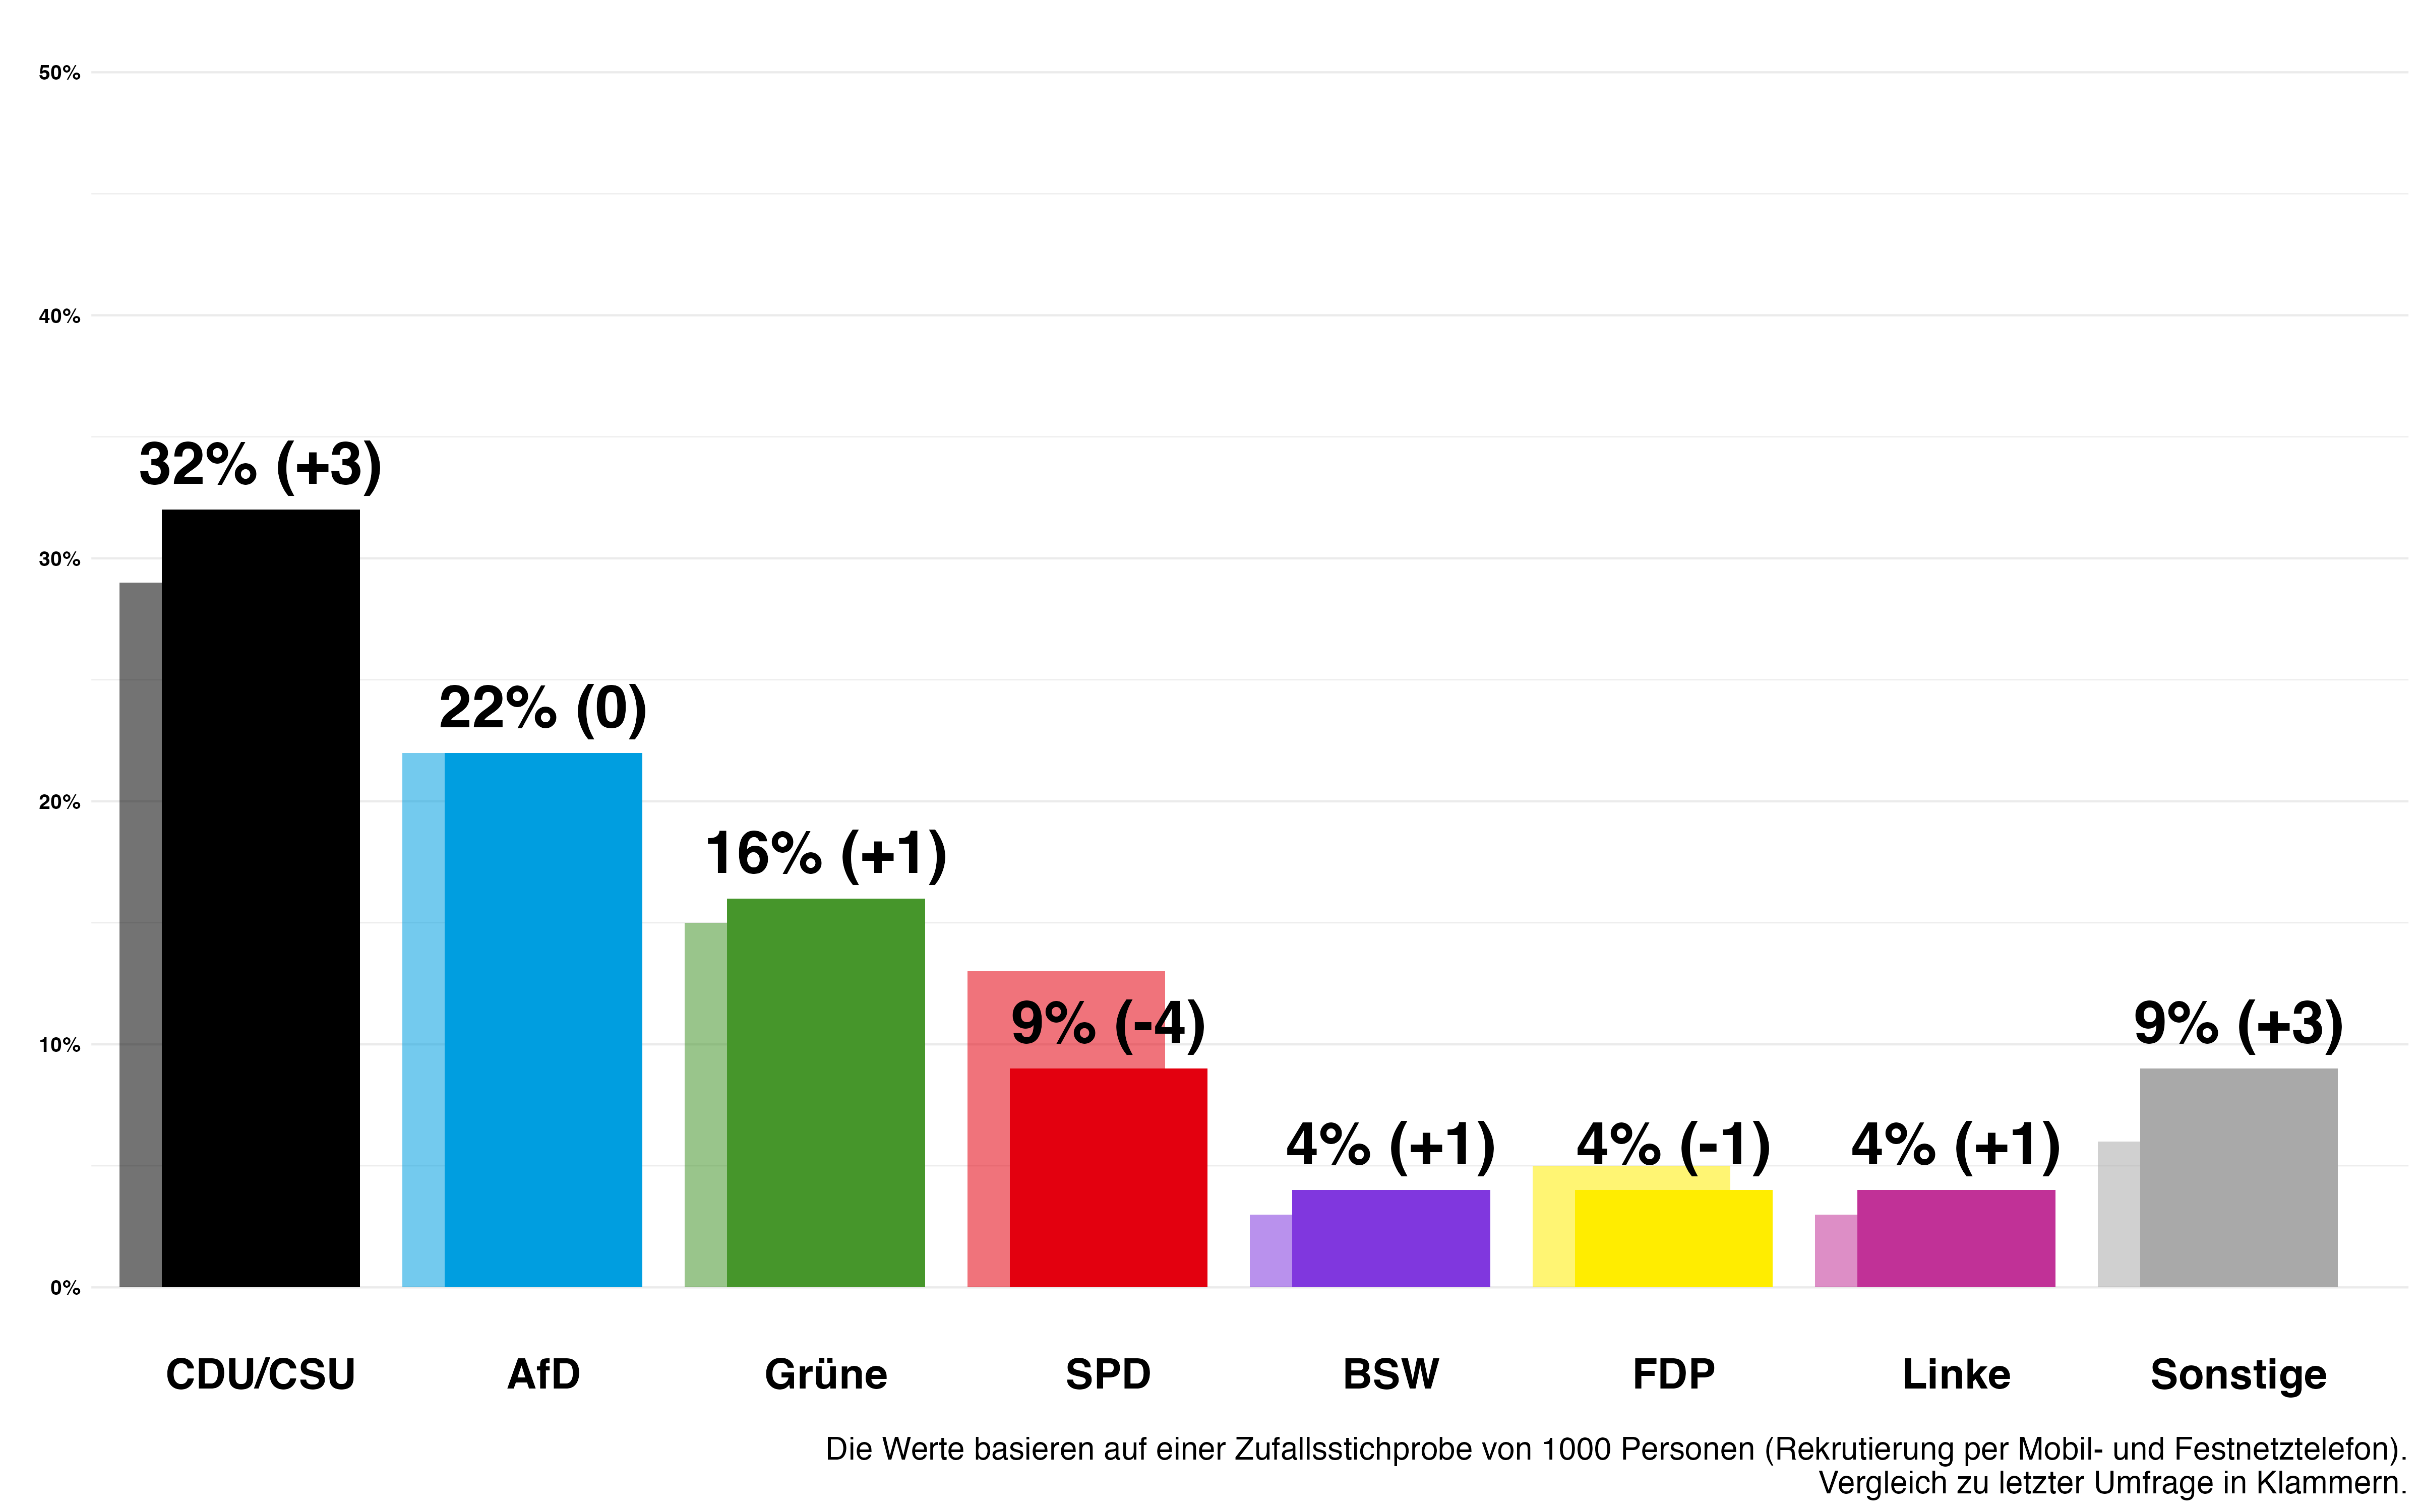 50%
40%
30%
20%
10%
0%
32% (+3)
22% (0)
16% (+1)
9% (-4)
4% (+1)
4% (-1)
4% (+1)
9% (+3)
CDU/CSU
AfD
Grüne
SPD
BSW
FDP
Linke
Sonstige
Die Werte basieren auf einer Zufallsstichprobe von 1000 Personen (Rekrutierung per Mobil- und Festnetztelefon).
Vergleich zu letzter Umfrage in Klammern.